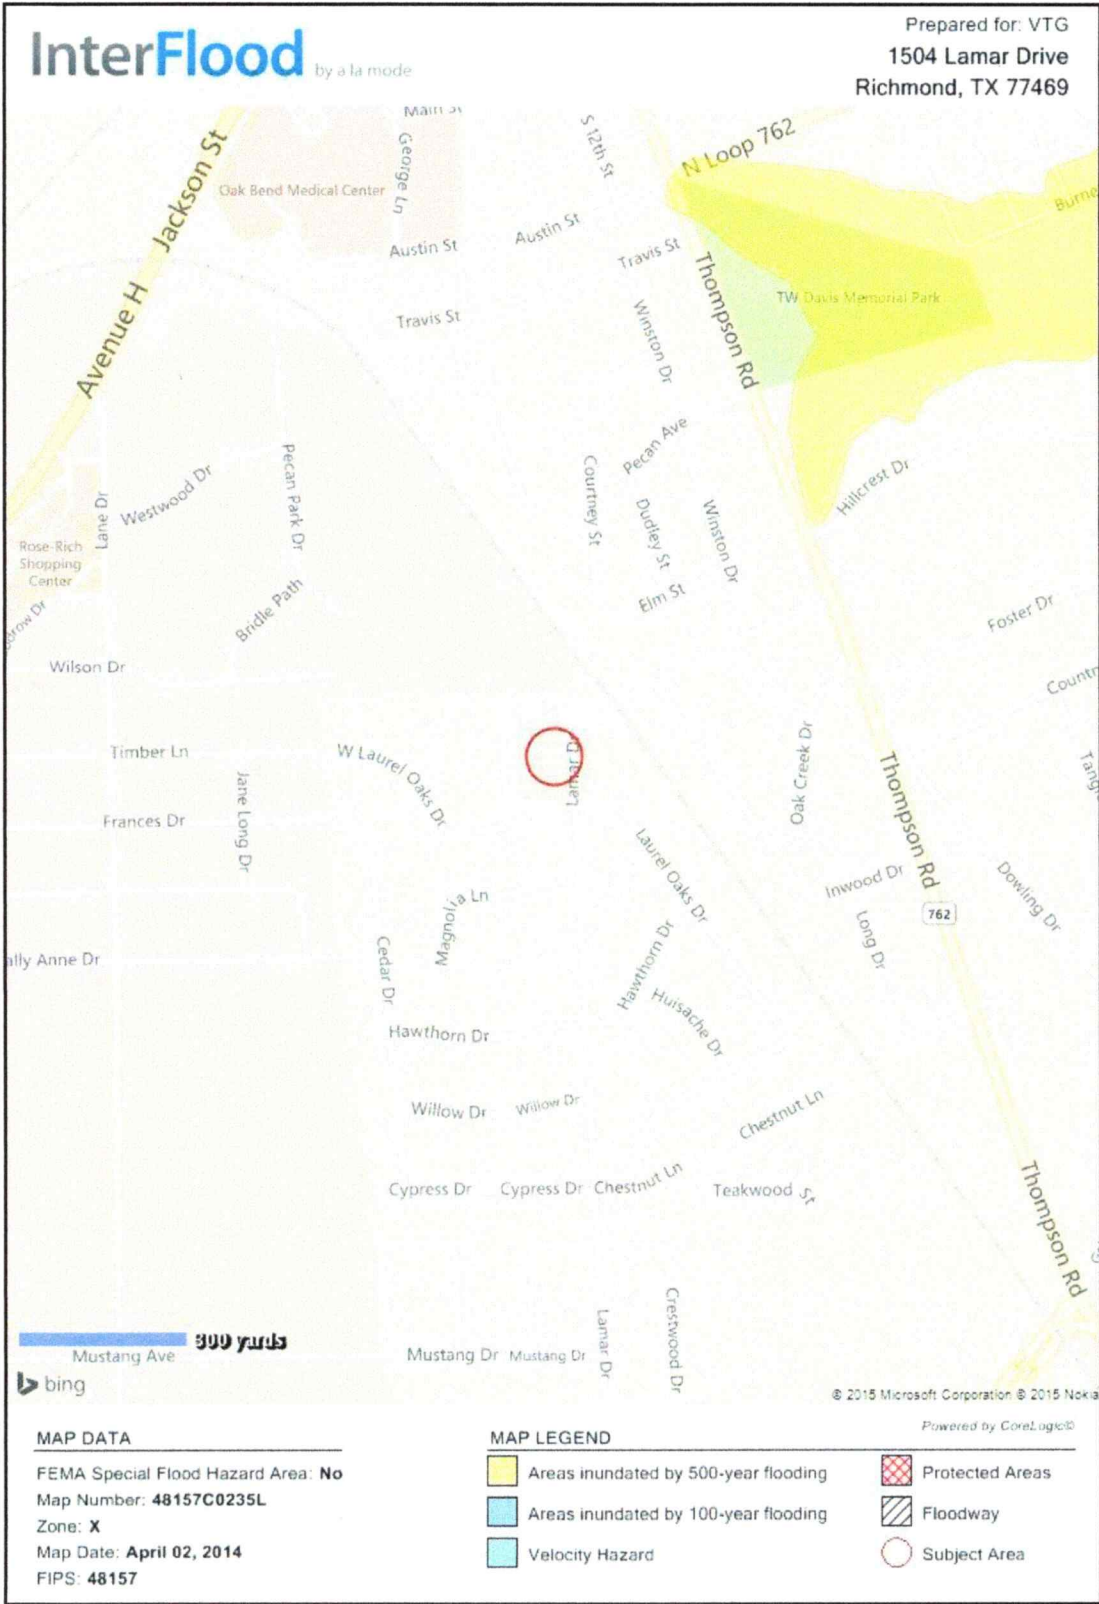 InterFlood by a la mode
Prepared for: VTG
1504 Lamar Drive
Richmond, TX 77469
Main St
George Ln
S 12th St
N Loop 762
Jackson St
Oak Bend Medical Center
Austin St
Austin St
Travis St
Burne
Thompson Rd
TW Davis Memorial Park
Avenue H
Travis St
Winston Dr
Pecan Ave
Pecan Park Dr
Westwood Dr
Lane Dr
Courtney St
Dudley St
Winston Dr
Hillcrest Dr
Rose-Rich
Shopping
Center
Bridle Path
Elm St
Foster Dr
Wilson Dr
Countr
Timber Ln
W Laurel Oaks Dr
Lamar Dr
Oak Creek Dr
Thompson Rd
Jane Long Dr
Frances Dr
Laurel Oaks Dr
Inwood Dr
Dowling Dr
Magnolia Ln
762
Long Dr
Cedar Dr
ally Anne Dr
Hawthorn Dr
Huisache Dr
Hawthorn Dr
Willow Dr
Willow Dr
Chestnut Ln
Cypress Dr
Cypress Dr
Chestnut Ln
Teakwood St
Thompson Rd
Lamar Dr
Crestwood Dr
300 yards
Mustang Ave
Mustang Dr
Mustang Dr
bing
© 2015 Microsoft Corporation © 2015 Nokia
Powered by CoreLogic©
MAP DATA
FEMA Special Flood Hazard Area: No
Map Number: 48157C0235L
Zone: X
Map Date: April 02, 2014
FIPS: 48157
MAP LEGEND
Areas inundated by 500-year flooding
Areas inundated by 100-year flooding
Velocity Hazard
Protected Areas
Floodway
Subject Area